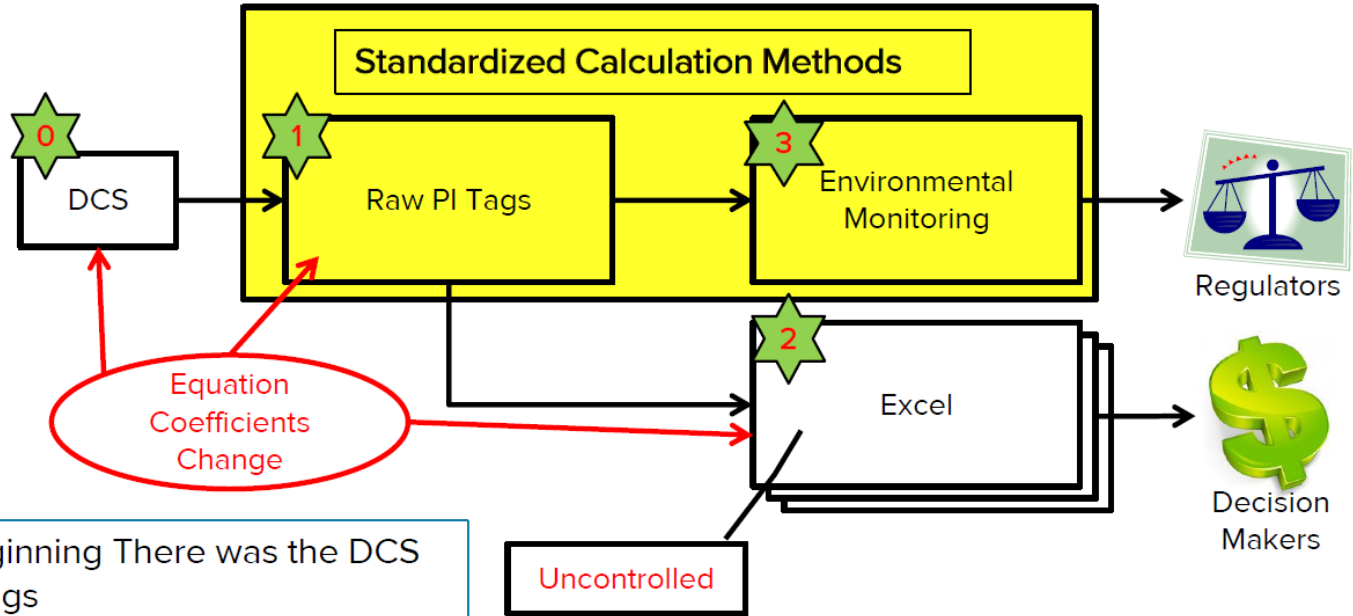 Standardized Calculation Methods
0
DCS
1
Raw PI Tags
3
Environmental
Monitoring
Regulators
Equation
Coefficients
Change
2
Excel
Decision
Makers
ginning There was the DCS
gs
Uncontrolled